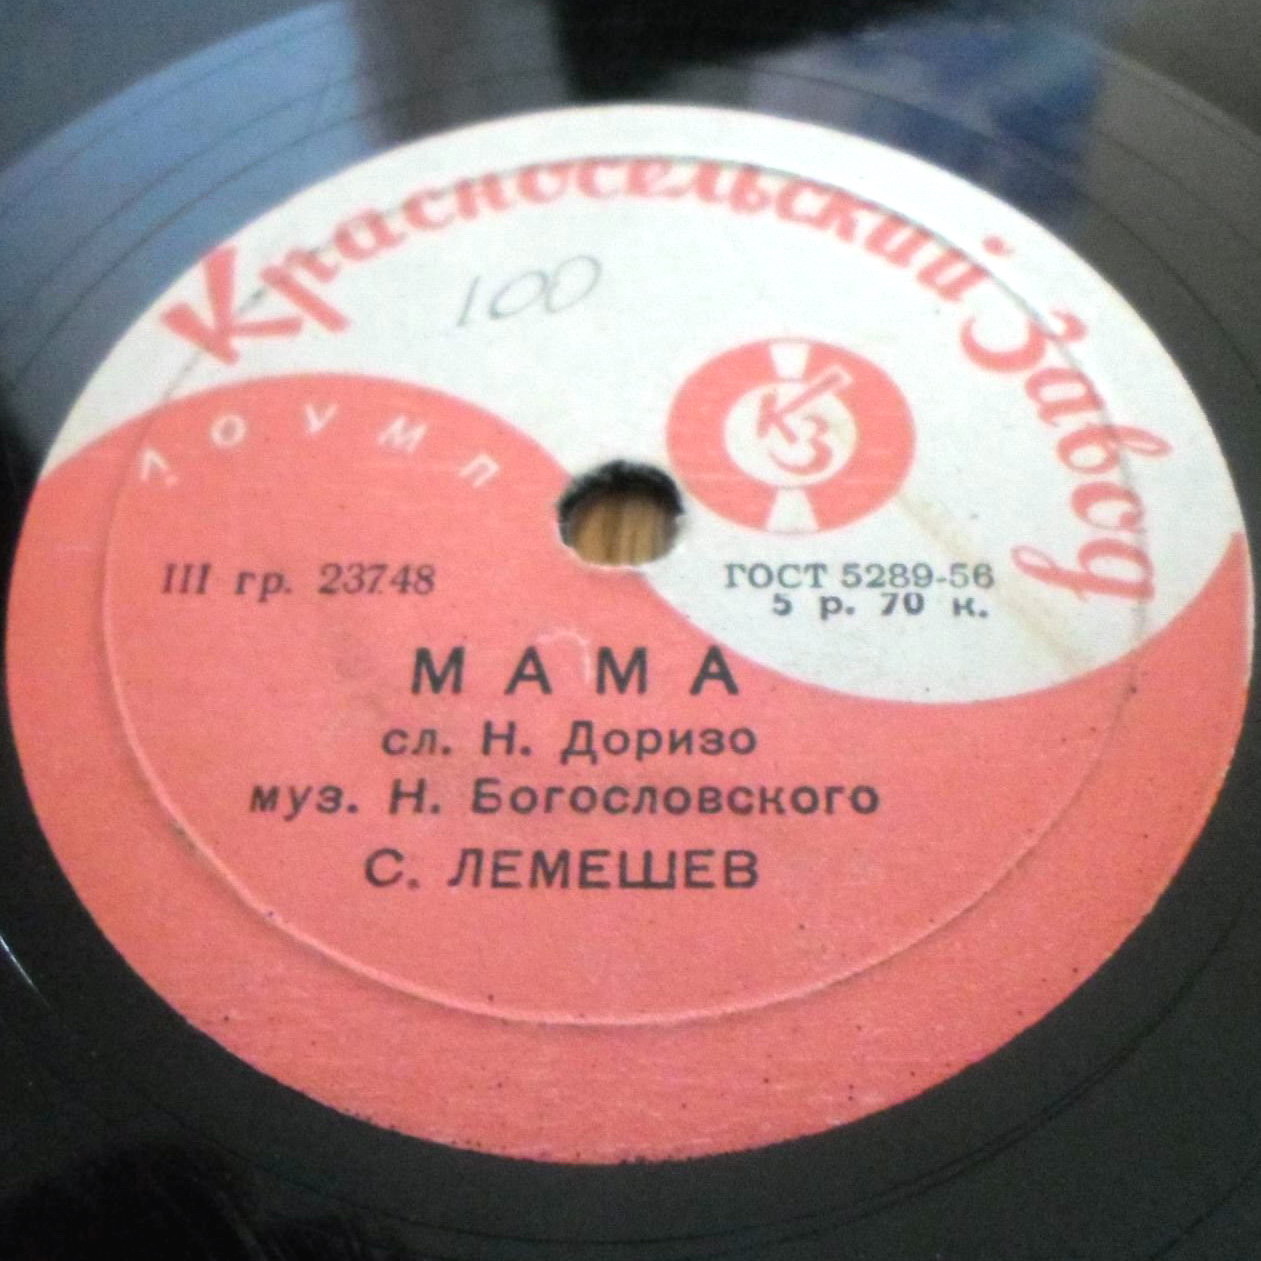 Красносельский Завод
100
ЛОУМП
КЗ
III гр. 23748
ГОСТ 5289-56
5 р. 70 к.
МАМА
сл. Н. Доризо
муз. Н. Богословского
С. ЛЕМЕШЕВ